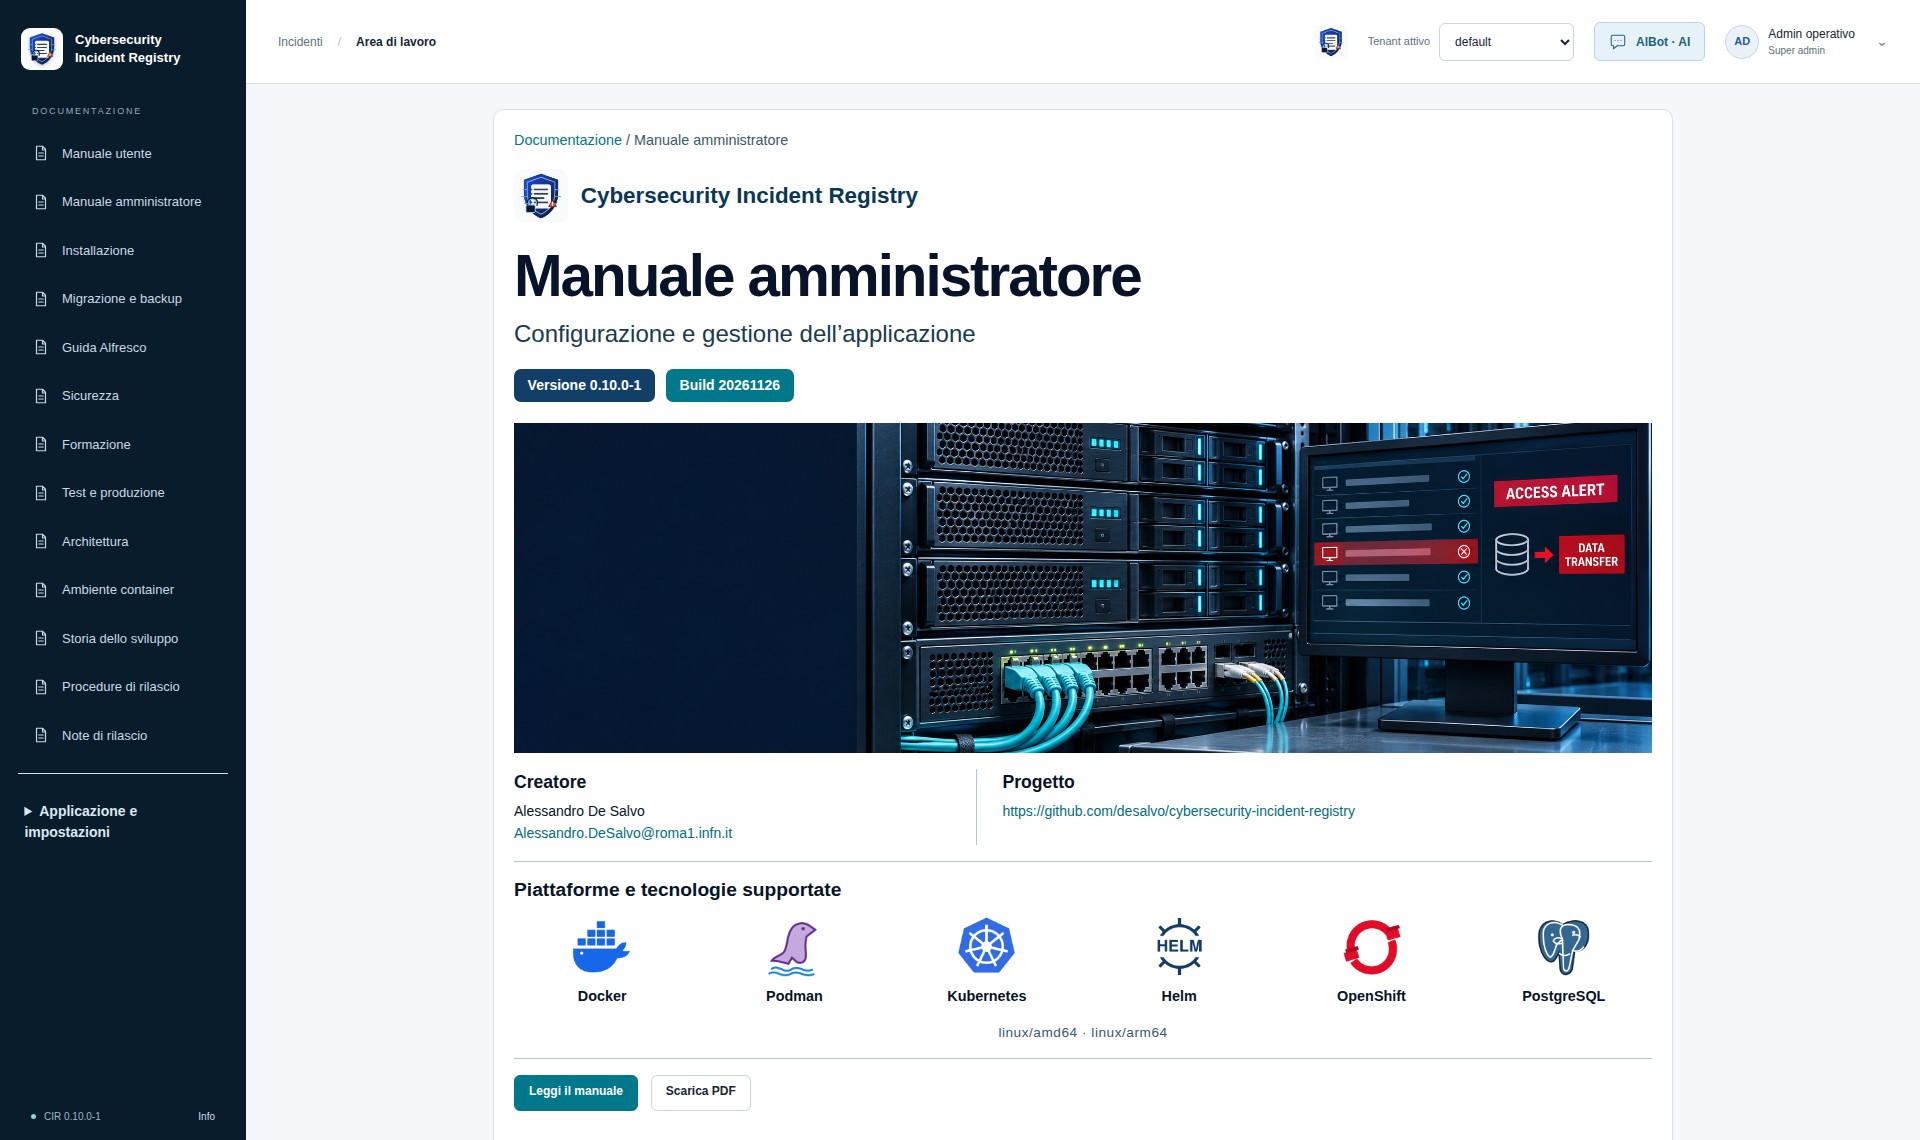 Cybersecurity
Incident Registry
DOCUMENTAZIONE
Manuale utente
Manuale amministratore
Installazione
Migrazione e backup
Guida Alfresco
Sicurezza
Formazione
Test e produzione
Architettura
Ambiente container
Storia dello sviluppo
Procedure di rilascio
Note di rilascio
Applicazione e
impostazioni
CIR 0.10.0-1
Info
Incidenti / Area di lavoro
Tenant attivo
default
AIBot · AI
AD
Admin operativo
Super admin
Documentazione / Manuale amministratore
Cybersecurity Incident Registry
Manuale amministratore
Configurazione e gestione dell’applicazione
Versione 0.10.0-1
Build 20261126
ACCESS ALERT
DATA
TRANSFER
Creatore
Alessandro De Salvo
Alessandro.DeSalvo@roma1.infn.it
Progetto
https://github.com/desalvo/cybersecurity-incident-registry
Piattaforme e tecnologie supportate
HELM
Docker
Podman
Kubernetes
Helm
OpenShift
PostgreSQL
linux/amd64 · linux/arm64
Leggi il manuale
Scarica PDF